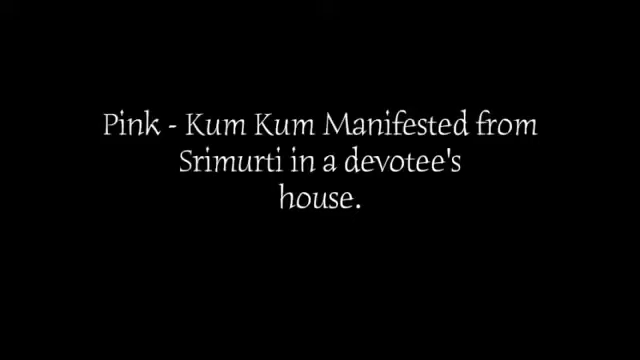 Pink - Kum Kum Manifested from
Srimurti in a devotee's
house.